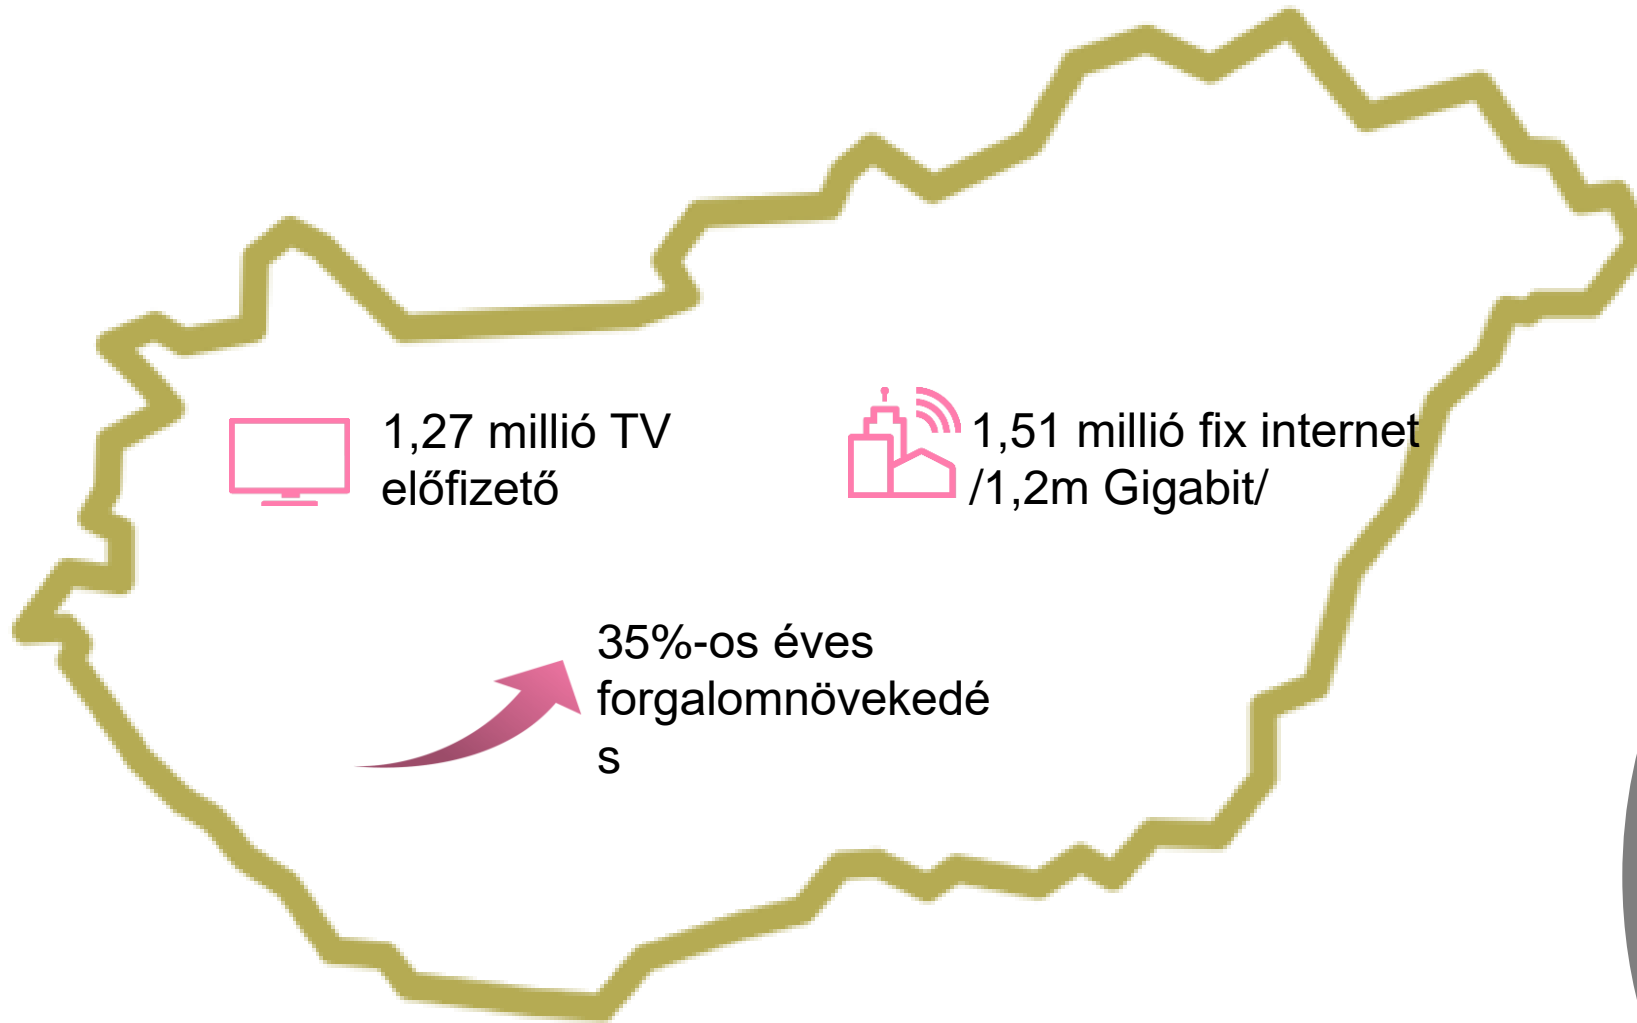 1,27 millió TV
előfizető
1,51 millió fix internet
/1,2m Gigabit/
35%-os éves
forgalomnövekedé
s